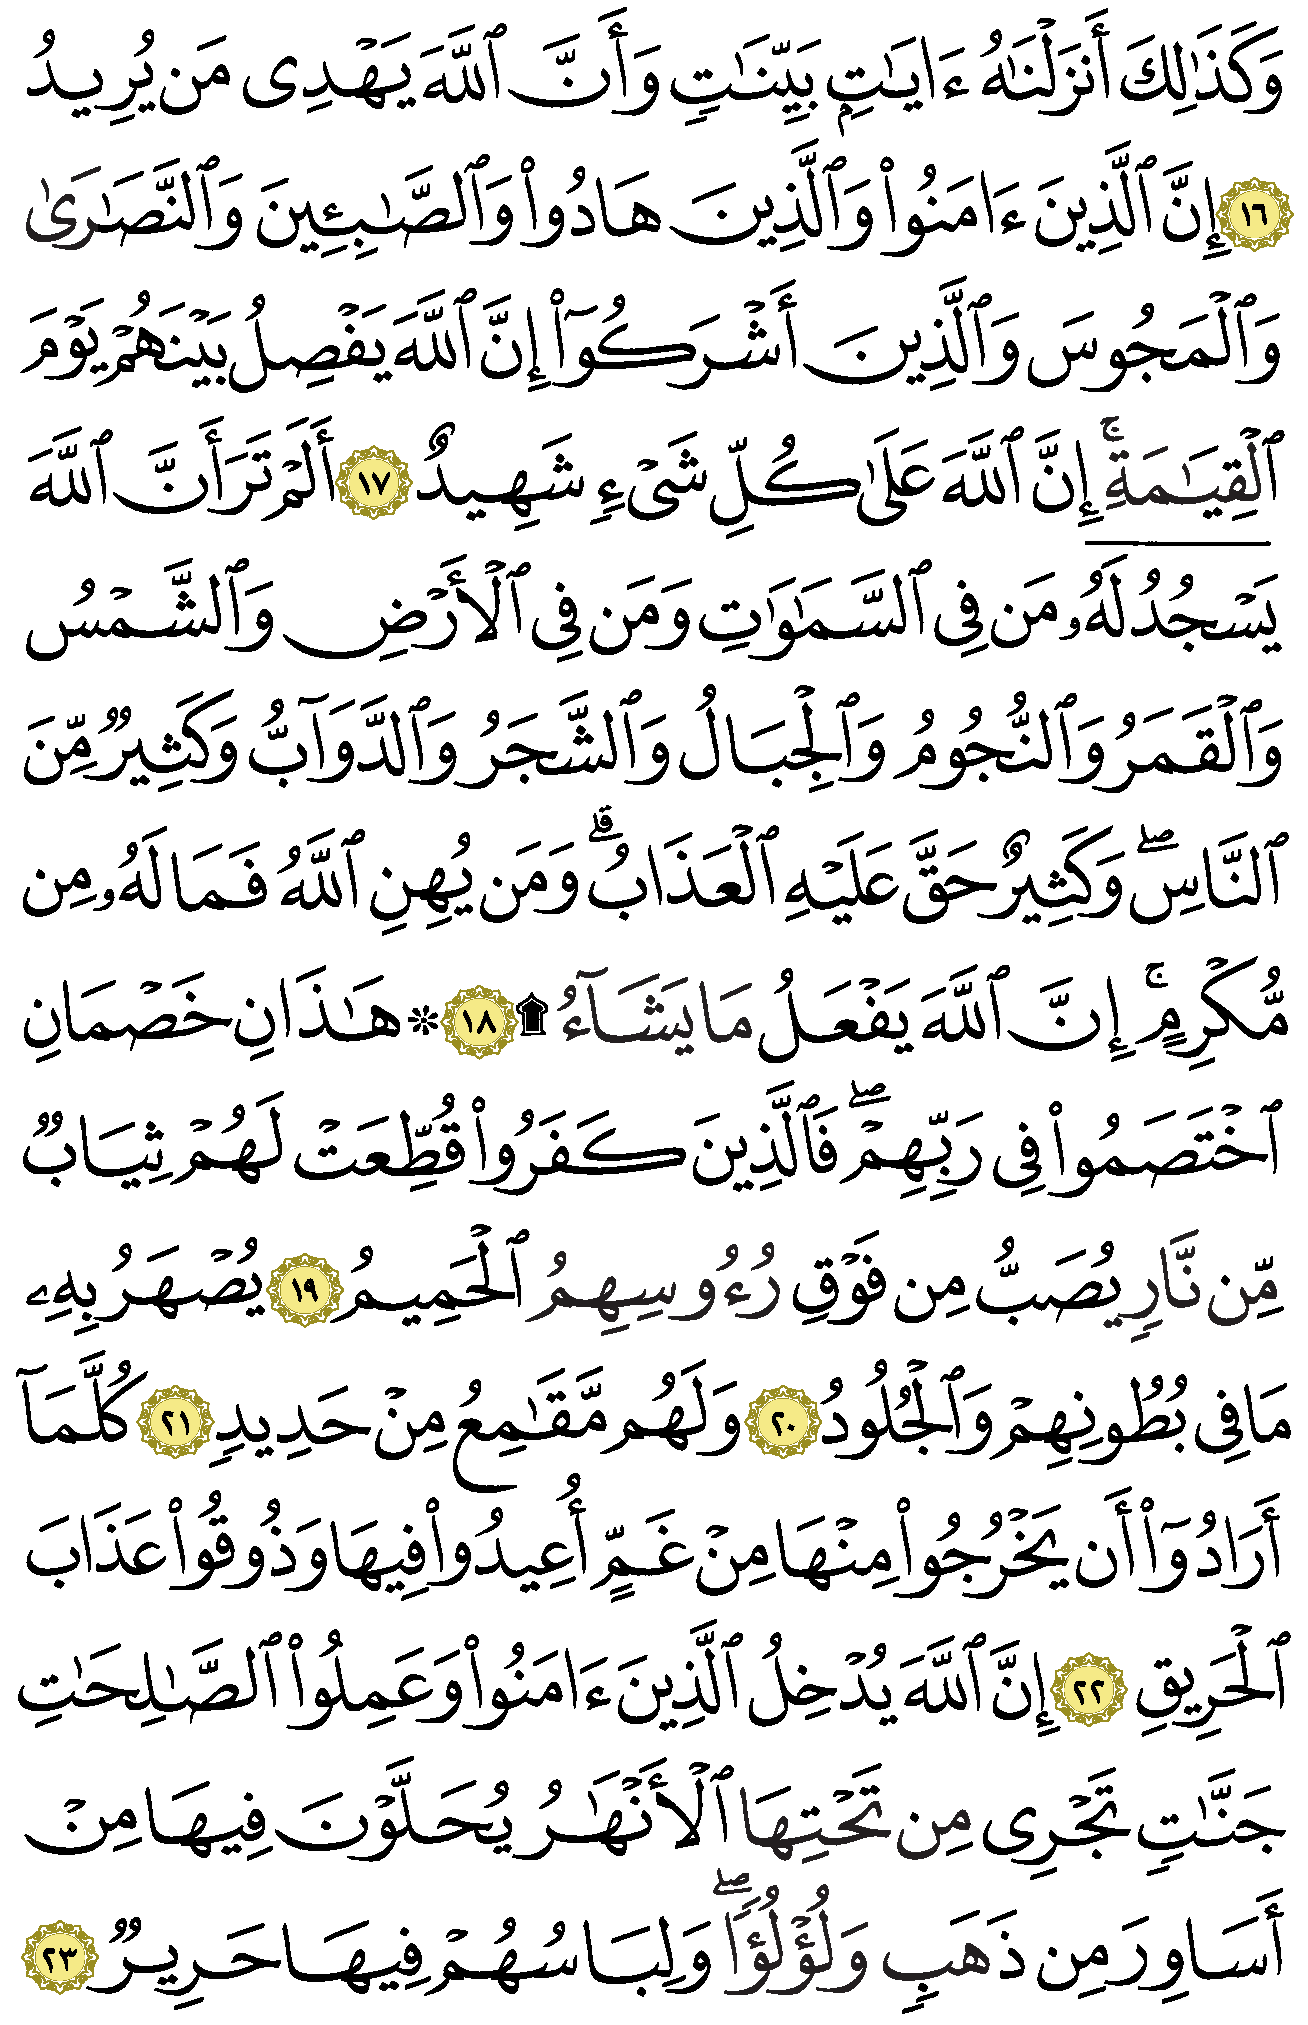 وَكَذَٰلِكَ أَنزَلْنَٰهُ ءَايَٰتٍۭ بَيِّنَٰتٍ وَأَنَّ ٱللَّهَ يَهْدِى مَن يُرِيدُ
١٦ إِنَّ ٱلَّذِينَ ءَامَنُوا۟ وَٱلَّذِينَ هَادُوا۟ وَٱلصَّٰبِـِٔينَ وَٱلنَّصَٰرَىٰ
وَٱلْمَجُوسَ وَٱلَّذِينَ أَشْرَكُوٓا۟ إِنَّ ٱللَّهَ يَفْصِلُ بَيْنَهُمْ يَوْمَ
ٱلْقِيَٰمَةِ ۚ إِنَّ ٱللَّهَ عَلَىٰ كُلِّ شَىْءٍ شَهِيدٌ ١٧ أَلَمْ تَرَ أَنَّ ٱللَّهَ
يَسْجُدُ لَهُۥ مَن فِى ٱلسَّمَٰوَٰتِ وَمَن فِى ٱلْأَرْضِ وَٱلشَّمْسُ
وَٱلْقَمَرُ وَٱلنُّجُومُ وَٱلْجِبَالُ وَٱلشَّجَرُ وَٱلدَّوَآبُّ وَكَثِيرٌ مِّنَ
ٱلنَّاسِ ۖ وَكَثِيرٌ حَقَّ عَلَيْهِ ٱلْعَذَابُ ۗ وَمَن يُهِنِ ٱللَّهُ فَمَا لَهُۥ مِن
مُّكْرِمٍ ۚ إِنَّ ٱللَّهَ يَفْعَلُ مَا يَشَآءُ ۩ ١٨ ۞ هَٰذَانِ خَصْمَانِ
ٱخْتَصَمُوا۟ فِى رَبِّهِمْ ۖ فَٱلَّذِينَ كَفَرُوا۟ قُطِّعَتْ لَهُمْ ثِيَابٌ
مِّن نَّارٍ يُصَبُّ مِن فَوْقِ رُءُوسِهِمُ ٱلْحَمِيمُ ١٩ يُصْهَرُ بِهِۦ
مَا فِى بُطُونِهِمْ وَٱلْجُلُودُ ٢٠ وَلَهُم مَّقَٰمِعُ مِنْ حَدِيدٍ ٢١ كُلَّمَآ
أَرَادُوٓا۟ أَن يَخْرُجُوا۟ مِنْهَا مِنْ غَمٍّ أُعِيدُوا۟ فِيهَا وَذُوقُوا۟ عَذَابَ
ٱلْحَرِيقِ ٢٢ إِنَّ ٱللَّهَ يُدْخِلُ ٱلَّذِينَ ءَامَنُوا۟ وَعَمِلُوا۟ ٱلصَّٰلِحَٰتِ
جَنَّٰتٍ تَجْرِى مِن تَحْتِهَا ٱلْأَنْهَٰرُ يُحَلَّوْنَ فِيهَا مِنْ
أَسَاوِرَ مِن ذَهَبٍ وَلُؤْلُؤًا ۖ وَلِبَاسُهُمْ فِيهَا حَرِيرٌ ٢٣